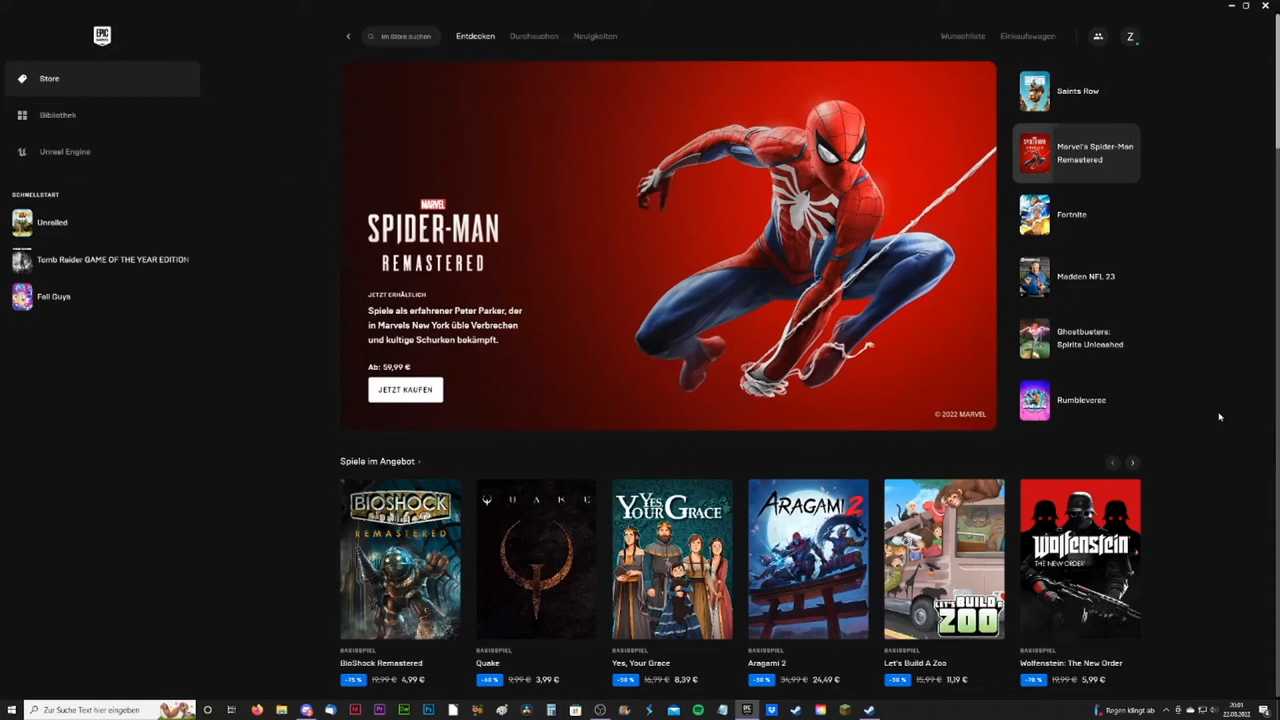 EPIC GAMES
Im Store suchen
Entdecken
Durchsuchen
Neuigkeiten
Wunschliste
Einkaufswagen
Z
Store
Bibliothek
Unreal Engine
SCHNELLSTART
Unrailed
Tomb Raider GAME OF THE YEAR EDITION
Fall Guys
MARVEL
SPIDER-MAN
REMASTERED
JETZT ERHÄLTLICH
Spiele als erfahrener Peter Parker, der
in Marvels New York üble Verbrechen
und kultige Schurken bekämpft.
Ab: 59,99 €
JETZT KAUFEN
© 2022 MARVEL
Saints Row
Marvel's Spider-Man
Remastered
Fortnite
Madden NFL 23
Ghostbusters:
Spirits Unleashed
Rumbleverse
Spiele im Angebot
BIOSHOCK
REMASTERED
QUAKE
YES,
YOUR GRACE
ARAGAMI 2
LET'S BUILD A
ZOO
Wolfenstein
THE NEW ORDER
BASISSPIEL
BioShock Remastered
-75 % 19,99 € 4,99 €
BASISSPIEL
Quake
-60 % 9,99 € 3,99 €
BASISSPIEL
Yes, Your Grace
-50 % 16,79 € 8,39 €
BASISSPIEL
Aragami 2
-30 % 34,99 € 24,49 €
BASISSPIEL
Let's Build A Zoo
-30 % 15,99 € 11,19 €
BASISSPIEL
Wolfenstein: The New Order
-70 % 19,99 € 5,99 €
Zur Suche Text hier eingeben
Regen klingt ab
20:01
22.08.2022